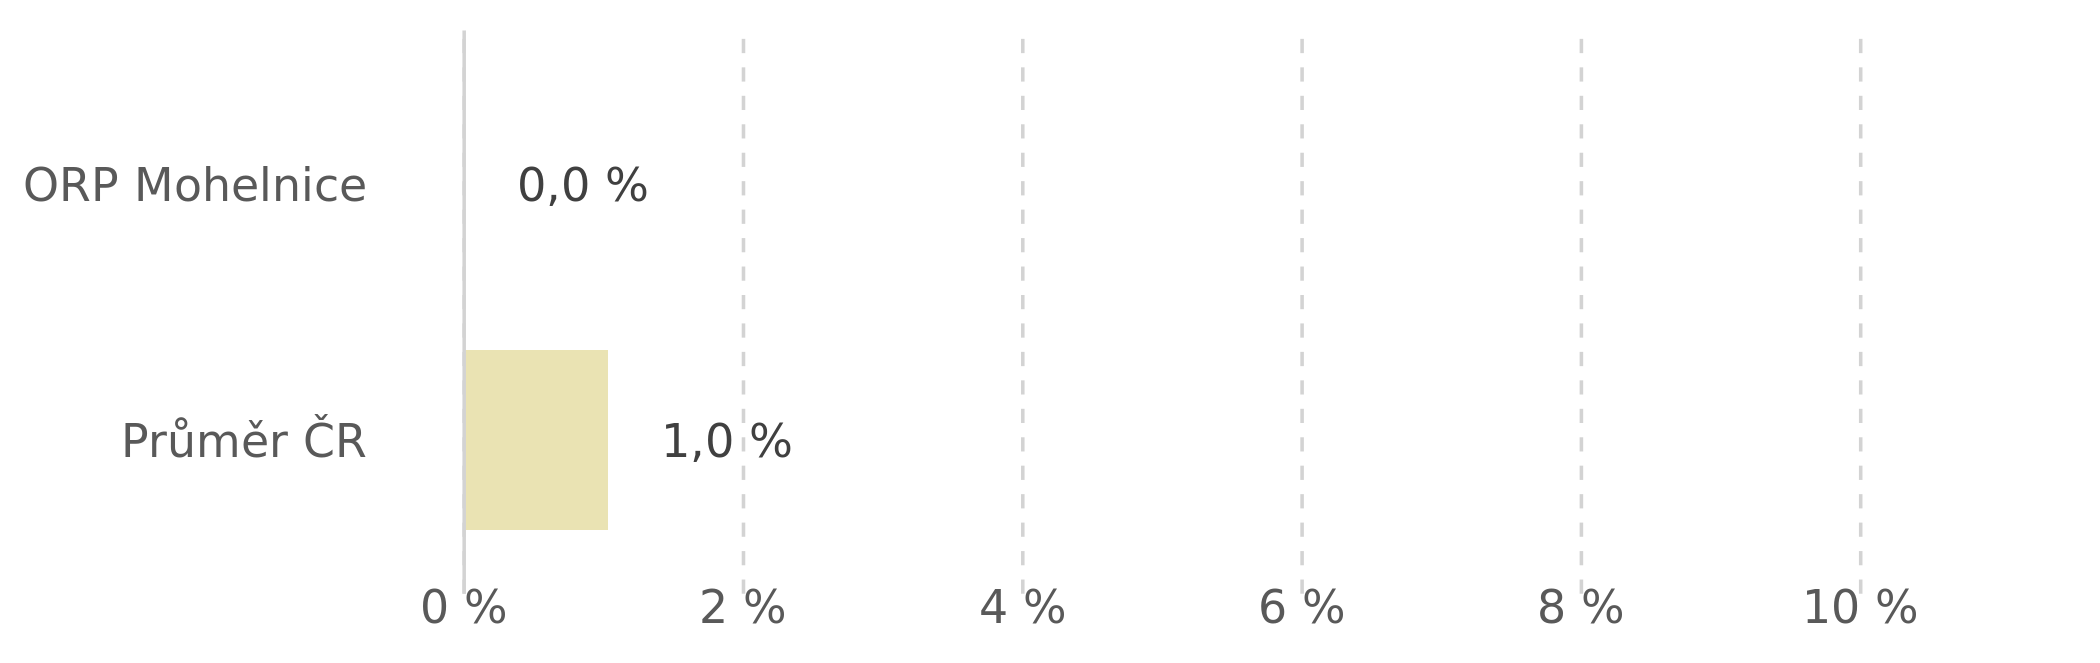 ORP Mohelnice 0,0 %
Průměr ČR 1,0 %
0 % 2 % 4 % 6 % 8 % 10 %